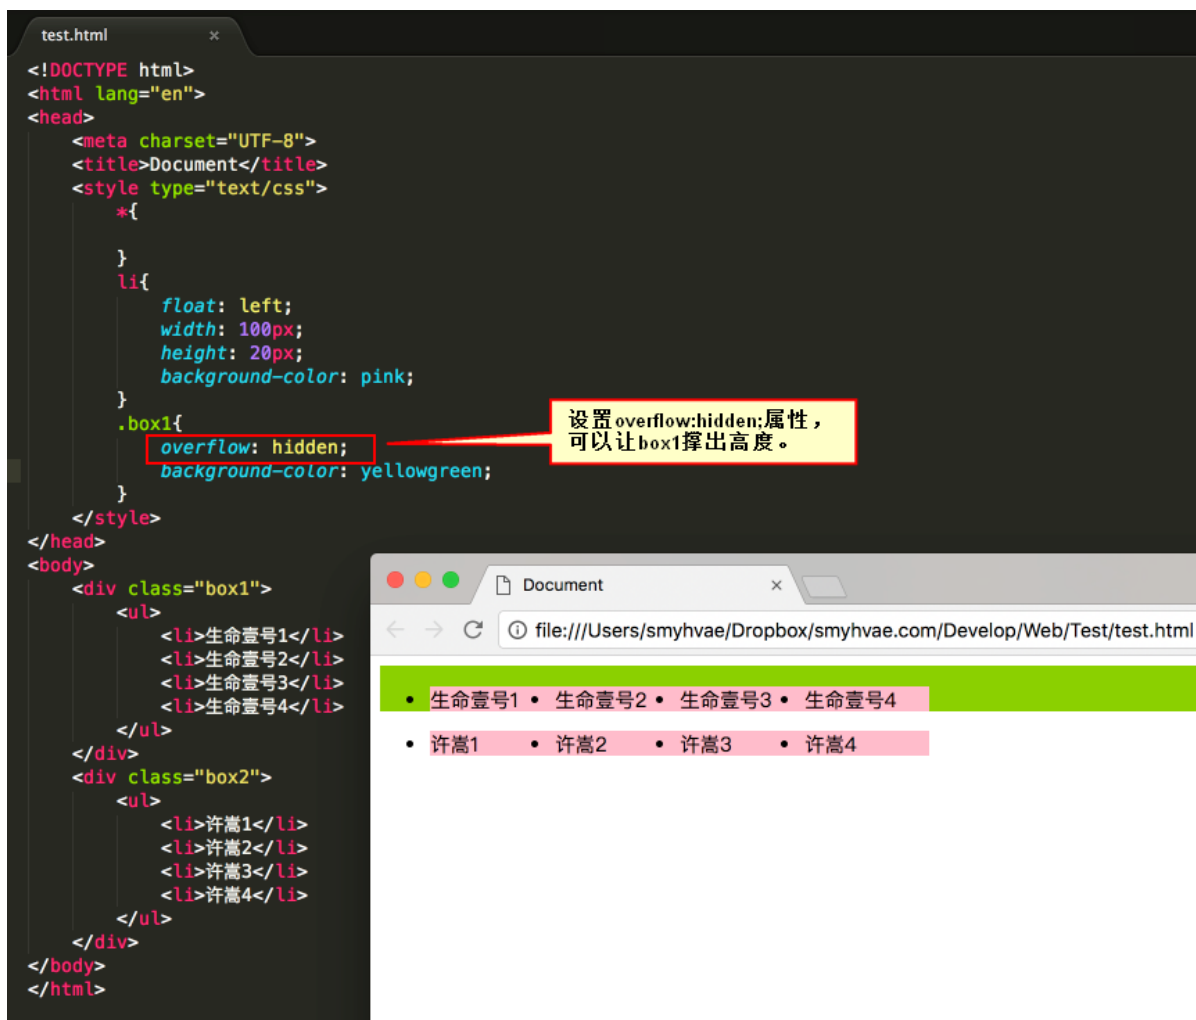 test.html
<!DOCTYPE html>
<html lang="en">
<head>
<meta charset="UTF-8">
<title>Document</title>
<style type="text/css">
*{
}
li{
float: left;
width: 100px;
height: 20px;
background-color: pink;
}
.box1{
overflow: hidden;
background-color: yellowgreen;
}
</style>
</head>
<body>
<div class="box1">
<ul>
<li>生命壹号1</li>
<li>生命壹号2</li>
<li>生命壹号3</li>
<li>生命壹号4</li>
</ul>
</div>
<div class="box2">
<ul>
<li>许嵩1</li>
<li>许嵩2</li>
<li>许嵩3</li>
<li>许嵩4</li>
</ul>
</div>
</body>
</html>
设置overflow:hidden;属性，
可以让box1撑出高度。
Document
file:///Users/smyhvae/Dropbox/smyhvae.com/Develop/Web/Test/test.html
• 生命壹号1 • 生命壹号2 • 生命壹号3 • 生命壹号4
• 许嵩1 • 许嵩2 • 许嵩3 • 许嵩4